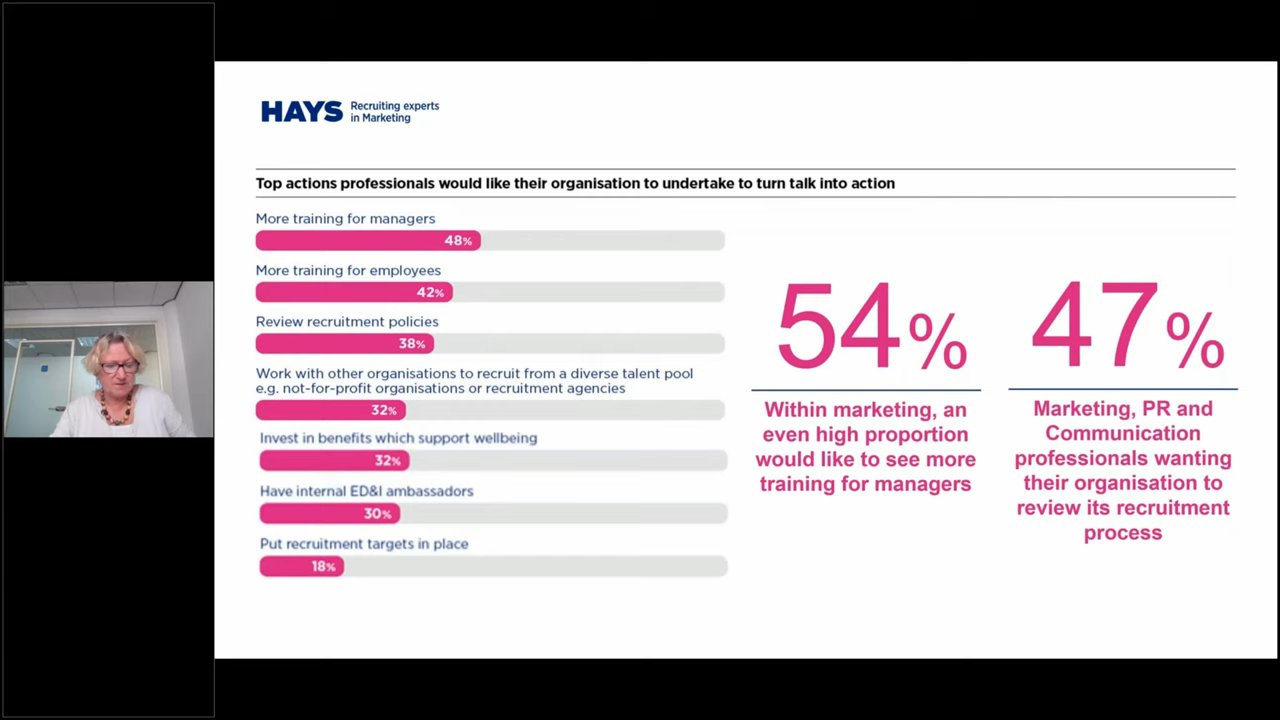 HAYS Recruiting experts
in Marketing
Top actions professionals would like their organisation to undertake to turn talk into action
More training for managers
48%
More training for employees
42%
Review recruitment policies
38%
Work with other organisations to recruit from a diverse talent pool
e.g. not-for-profit organisations or recruitment agencies
32%
Invest in benefits which support wellbeing
32%
Have internal ED&I ambassadors
30%
Put recruitment targets in place
18%
54%
Within marketing, an
even high proportion
would like to see more
training for managers
47%
Marketing, PR and
Communication
professionals wanting
their organisation to
review its recruitment
process